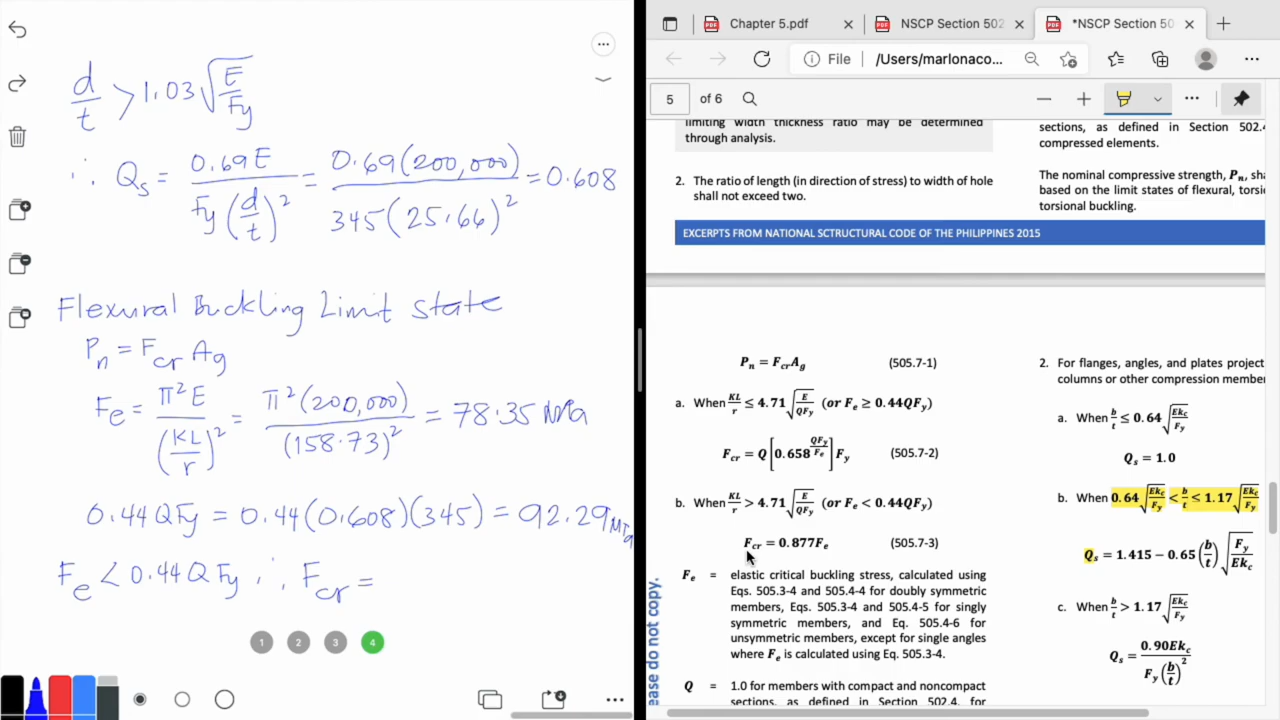 d/t > 1.03 √(E/Fy)
∴ Qs = 0.69E / Fy(d/t)² = 0.69(200,000) / 345(25.66)² = 0.608
Flexural Buckling Limit State
Pn = Fcr Ag
Fe = π²E / (KL/r)² = π²(200,000) / (158.73)² = 78.35 MPa
0.44QFy = 0.44(0.608)(345) = 92.29 MPa
Fe < 0.44QFy ∴ Fcr =
1 2 3 4
Chapter 5.pdf
NSCP Section 502
*NSCP Section 50
File /Users/marlonaco...
5 of 6
limiting width thickness ratio may be determined
through analysis.
2. The ratio of length (in direction of stress) to width of hole
shall not exceed two.
sections, as defined in Section 502.4
compressed elements.
The nominal compressive strength, Pn, sha
based on the limit states of flexural, torsi
torsional buckling.
EXCERPTS FROM NATIONAL SCTRUCTURAL CODE OF THE PHILIPPINES 2015
Pn = FcrAg (505.7-1)
a. When KL/r ≤ 4.71√(E/QFy) (or Fe ≥ 0.44QFy)
Fcr = Q[0.658^(QFy/Fe)]Fy (505.7-2)
b. When KL/r > 4.71√(E/QFy) (or Fe < 0.44QFy)
Fcr = 0.877Fe (505.7-3)
Fe = elastic critical buckling stress, calculated using
Eqs. 505.3-4 and 505.4-4 for doubly symmetric
members, Eqs. 505.3-4 and 505.4-5 for singly
symmetric members, and Eq. 505.4-6 for
unsymmetric members, except for single angles
where Fe is calculated using Eq. 505.3-4.
Q = 1.0 for members with compact and noncompact
sections, as defined in Section 502.4, for
2. For flanges, angles, and plates project
columns or other compression membe
a. When b/t ≤ 0.64√(Ekc/Fy)
Qs = 1.0
b. When 0.64√(Ekc/Fy) < b/t ≤ 1.17√(Ekc/Fy)
Qs = 1.415 − 0.65(b/t)√(Fy/Ekc)
c. When b/t > 1.17√(Ekc/Fy)
Qs = 0.90Ekc / Fy(b/t)²
ease do not copy.